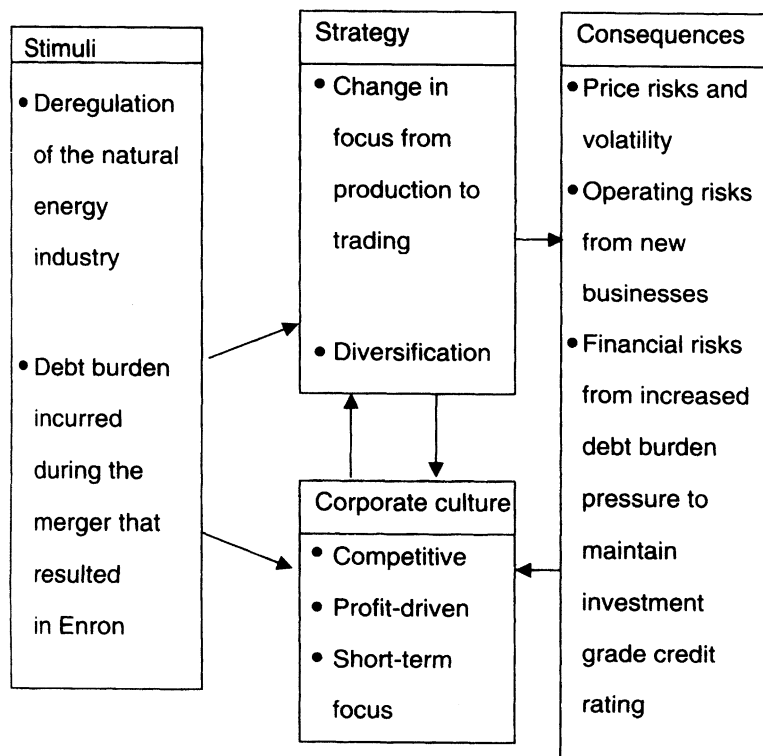 Stimuli
• Deregulation
of the natural
energy
industry
• Debt burden
incurred
during the
merger that
resulted
in Enron
Strategy
• Change in
focus from
production to
trading
• Diversification
Corporate culture
• Competitive
• Profit-driven
• Short-term
focus
Consequences
• Price risks and
volatility
• Operating risks
from new
businesses
• Financial risks
from increased
debt burden
pressure to
maintain
investment
grade credit
rating